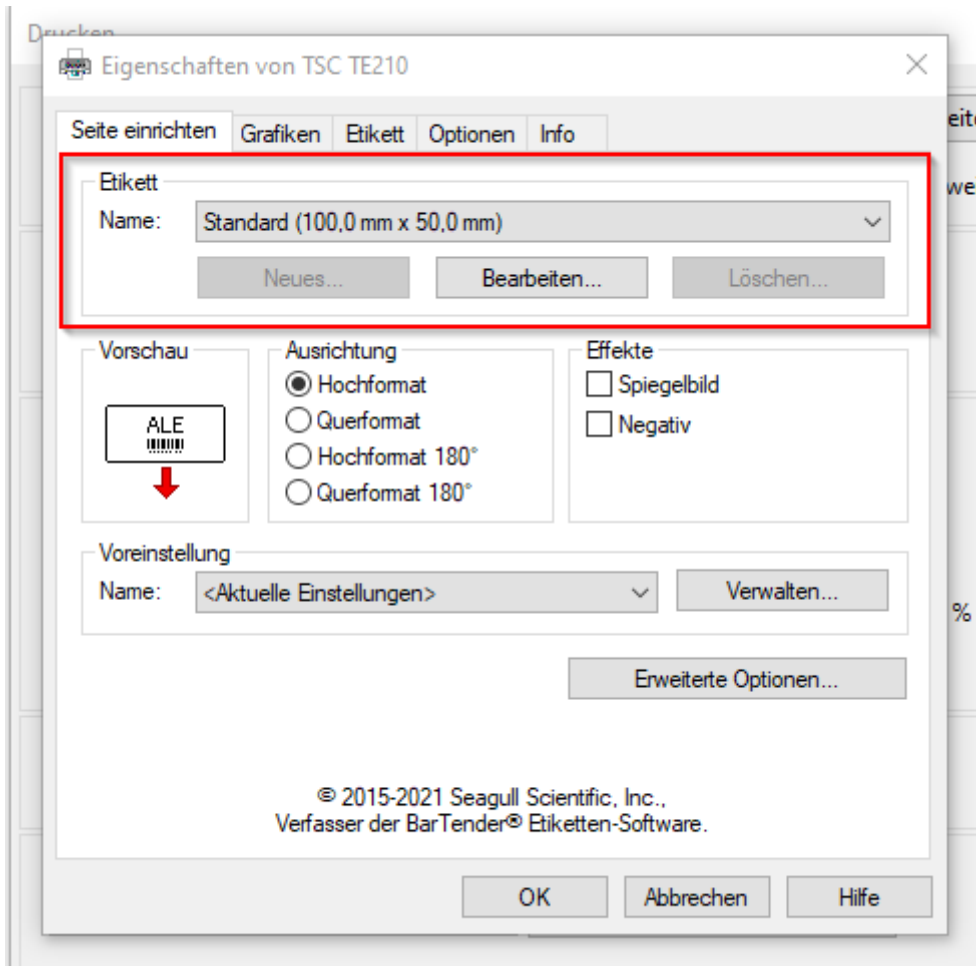 Drucken
Eigenschaften von TSC TE210
Seite einrichten Grafiken Etikett Optionen Info
Etikett
Name: Standard (100,0 mm x 50,0 mm)
Neues... Bearbeiten... Löschen...
Vorschau
ALE
Ausrichtung
Hochformat
Querformat
Hochformat 180°
Querformat 180°
Effekte
Spiegelbild
Negativ
Voreinstellung
Name: <Aktuelle Einstellungen> Verwalten...
%
Erweiterte Optionen...
© 2015-2021 Seagull Scientific, Inc.,
Verfasser der BarTender® Etiketten-Software.
OK Abbrechen Hilfe